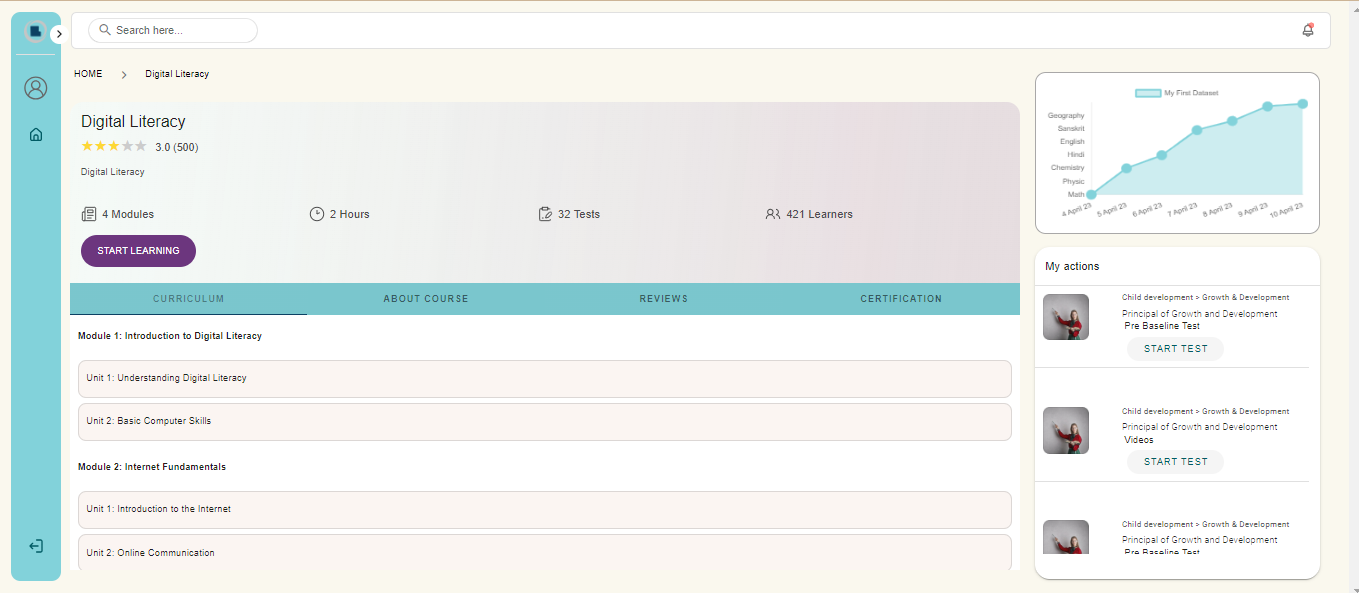 Search here...
HOME > Digital Literacy
Digital Literacy
3.0 (500)
Digital Literacy
4 Modules
2 Hours
32 Tests
421 Learners
START LEARNING
CURRICULUM
ABOUT COURSE
REVIEWS
CERTIFICATION
Module 1: Introduction to Digital Literacy
Unit 1: Understanding Digital Literacy
Unit 2: Basic Computer Skills
Module 2: Internet Fundamentals
Unit 1: Introduction to the Internet
Unit 2: Online Communication
My First Dataset
Geography
Sanskrit
English
Hindi
Chemistry
Physic
Math
4 April 23
5 April 23
6 April 23
7 April 23
8 April 23
9 April 23
10 April 23
My actions
Child development > Growth & Development
Principal of Growth and Development
Pre Baseline Test
START TEST
Child development > Growth & Development
Principal of Growth and Development
Videos
START TEST
Child development > Growth & Development
Principal of Growth and Development
Pre Baseline Test